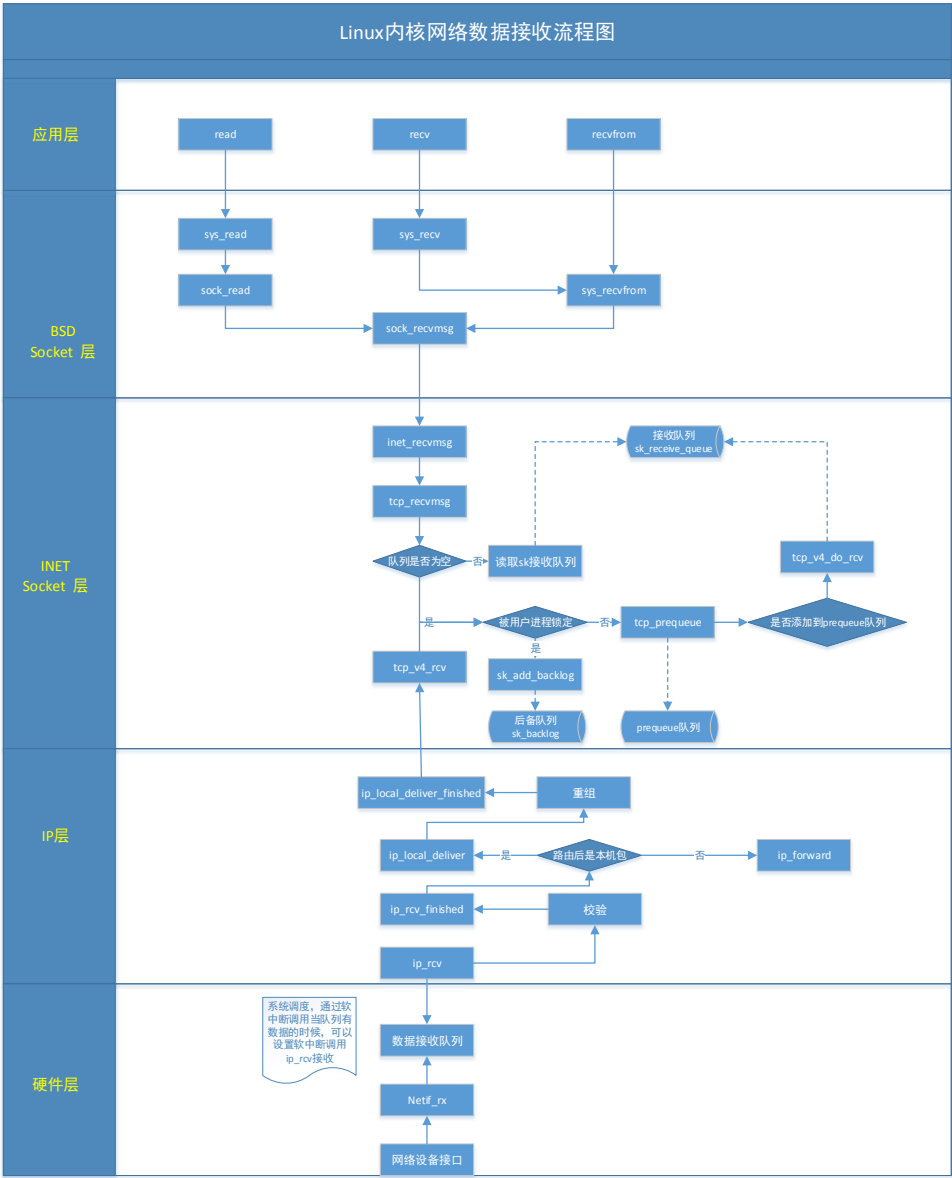 Linux内核网络数据接收流程图
应用层
read
recv
recvfrom
BSD
Socket 层
sys_read
sys_recv
sock_read
sys_recvfrom
sock_recvmsg
INET
Socket 层
inet_recvmsg
接收队列
sk_receive_queue
tcp_recvmsg
队列是否为空
否
读取sk接收队列
tcp_v4_do_rcv
是
被用户进程锁定
否
tcp_prequeue
是否添加到prequeue队列
是
tcp_v4_rcv
sk_add_backlog
后备队列
sk_backlog
prequeue队列
IP层
ip_local_deliver_finished
重组
ip_local_deliver
是
路由后是本机包
否
ip_forward
ip_rcv_finished
校验
ip_rcv
硬件层
系统调度，通过软
中断调用当队列有
数据的时候，可以
设置软中断调用
ip_rcv接收
数据接收队列
Netif_rx
网络设备接口